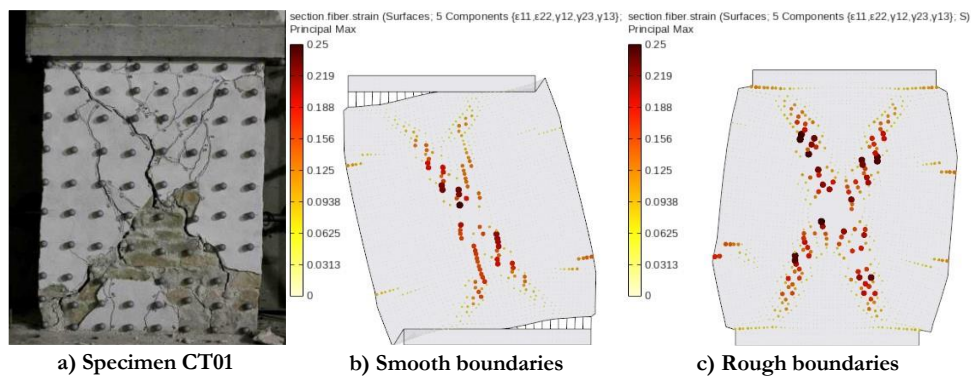 section.fiber.strain (Surfaces; 5 Components {ε11,ε22,γ12,γ23,γ13};
Principal Max
0.25
0.219
0.188
0.156
0.125
0.0938
0.0625
0.0313
0
section.fiber.strain (Surfaces; 5 Components {ε11,ε22,γ12,γ23,γ13}; S)
Principal Max
0.25
0.219
0.188
0.156
0.125
0.0938
0.0625
0.0313
0
a) Specimen CT01
b) Smooth boundaries
c) Rough boundaries